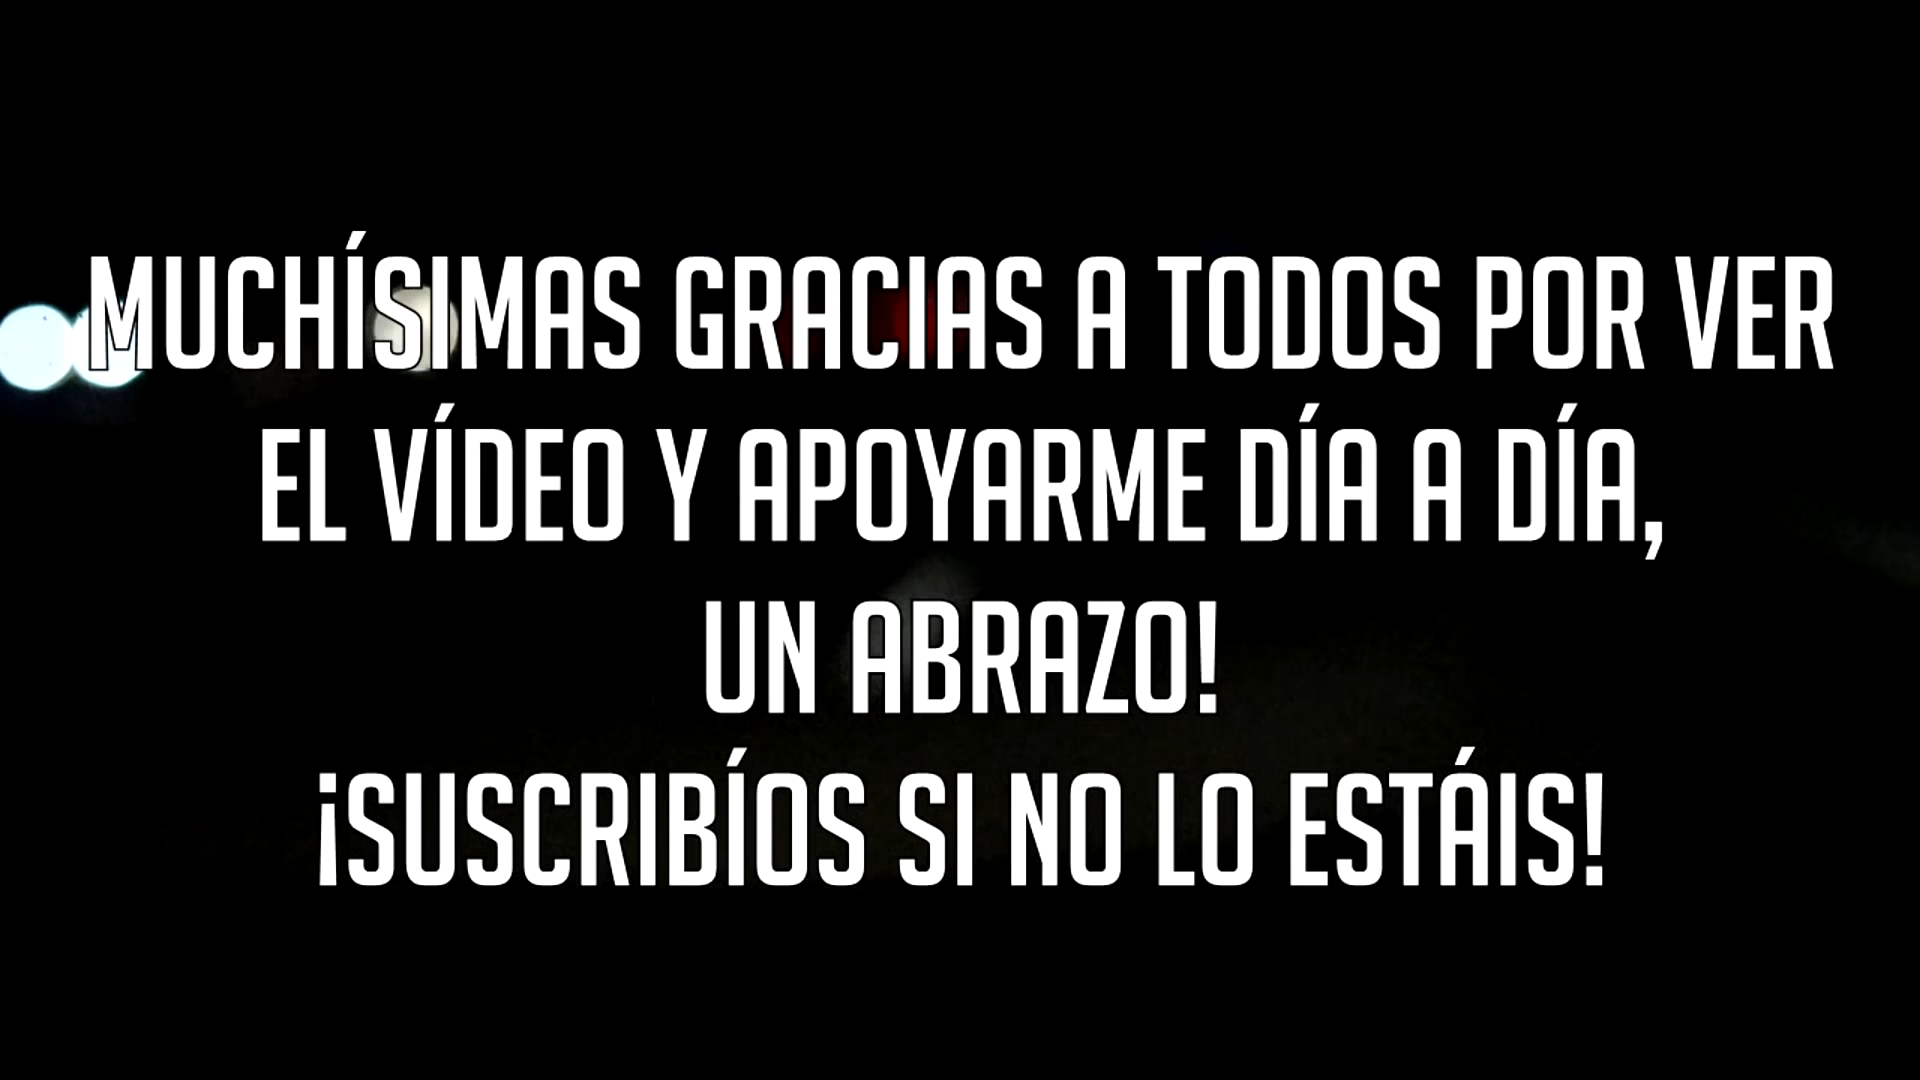 MUCHÍSIMAS GRACIAS A TODOS POR VER
EL VÍDEO Y APOYARME DÍA A DÍA,
UN ABRAZO!
¡SUSCRIBÍOS SI NO LO ESTÁIS!